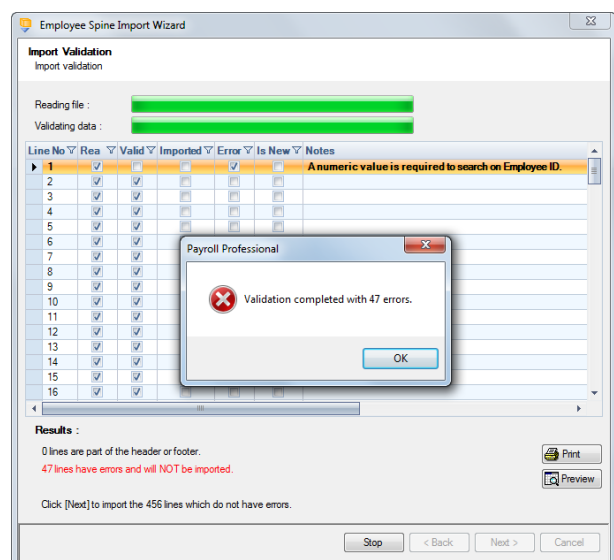 Employee Spine Import Wizard
Import Validation
Import validation
Reading file :
Validating data :
Line No Rea Valid Imported Error Is New Notes
1 A numeric value is required to search on Employee ID.
2
3
4
5
6
7
8
9
10
11
12
13
14
15
16
Payroll Professional
Validation completed with 47 errors.
OK
Results :
0 lines are part of the header or footer.
47 lines have errors and will NOT be imported.
Click [Next] to import the 456 lines which do not have errors.
Print
Preview
Stop < Back Next > Cancel